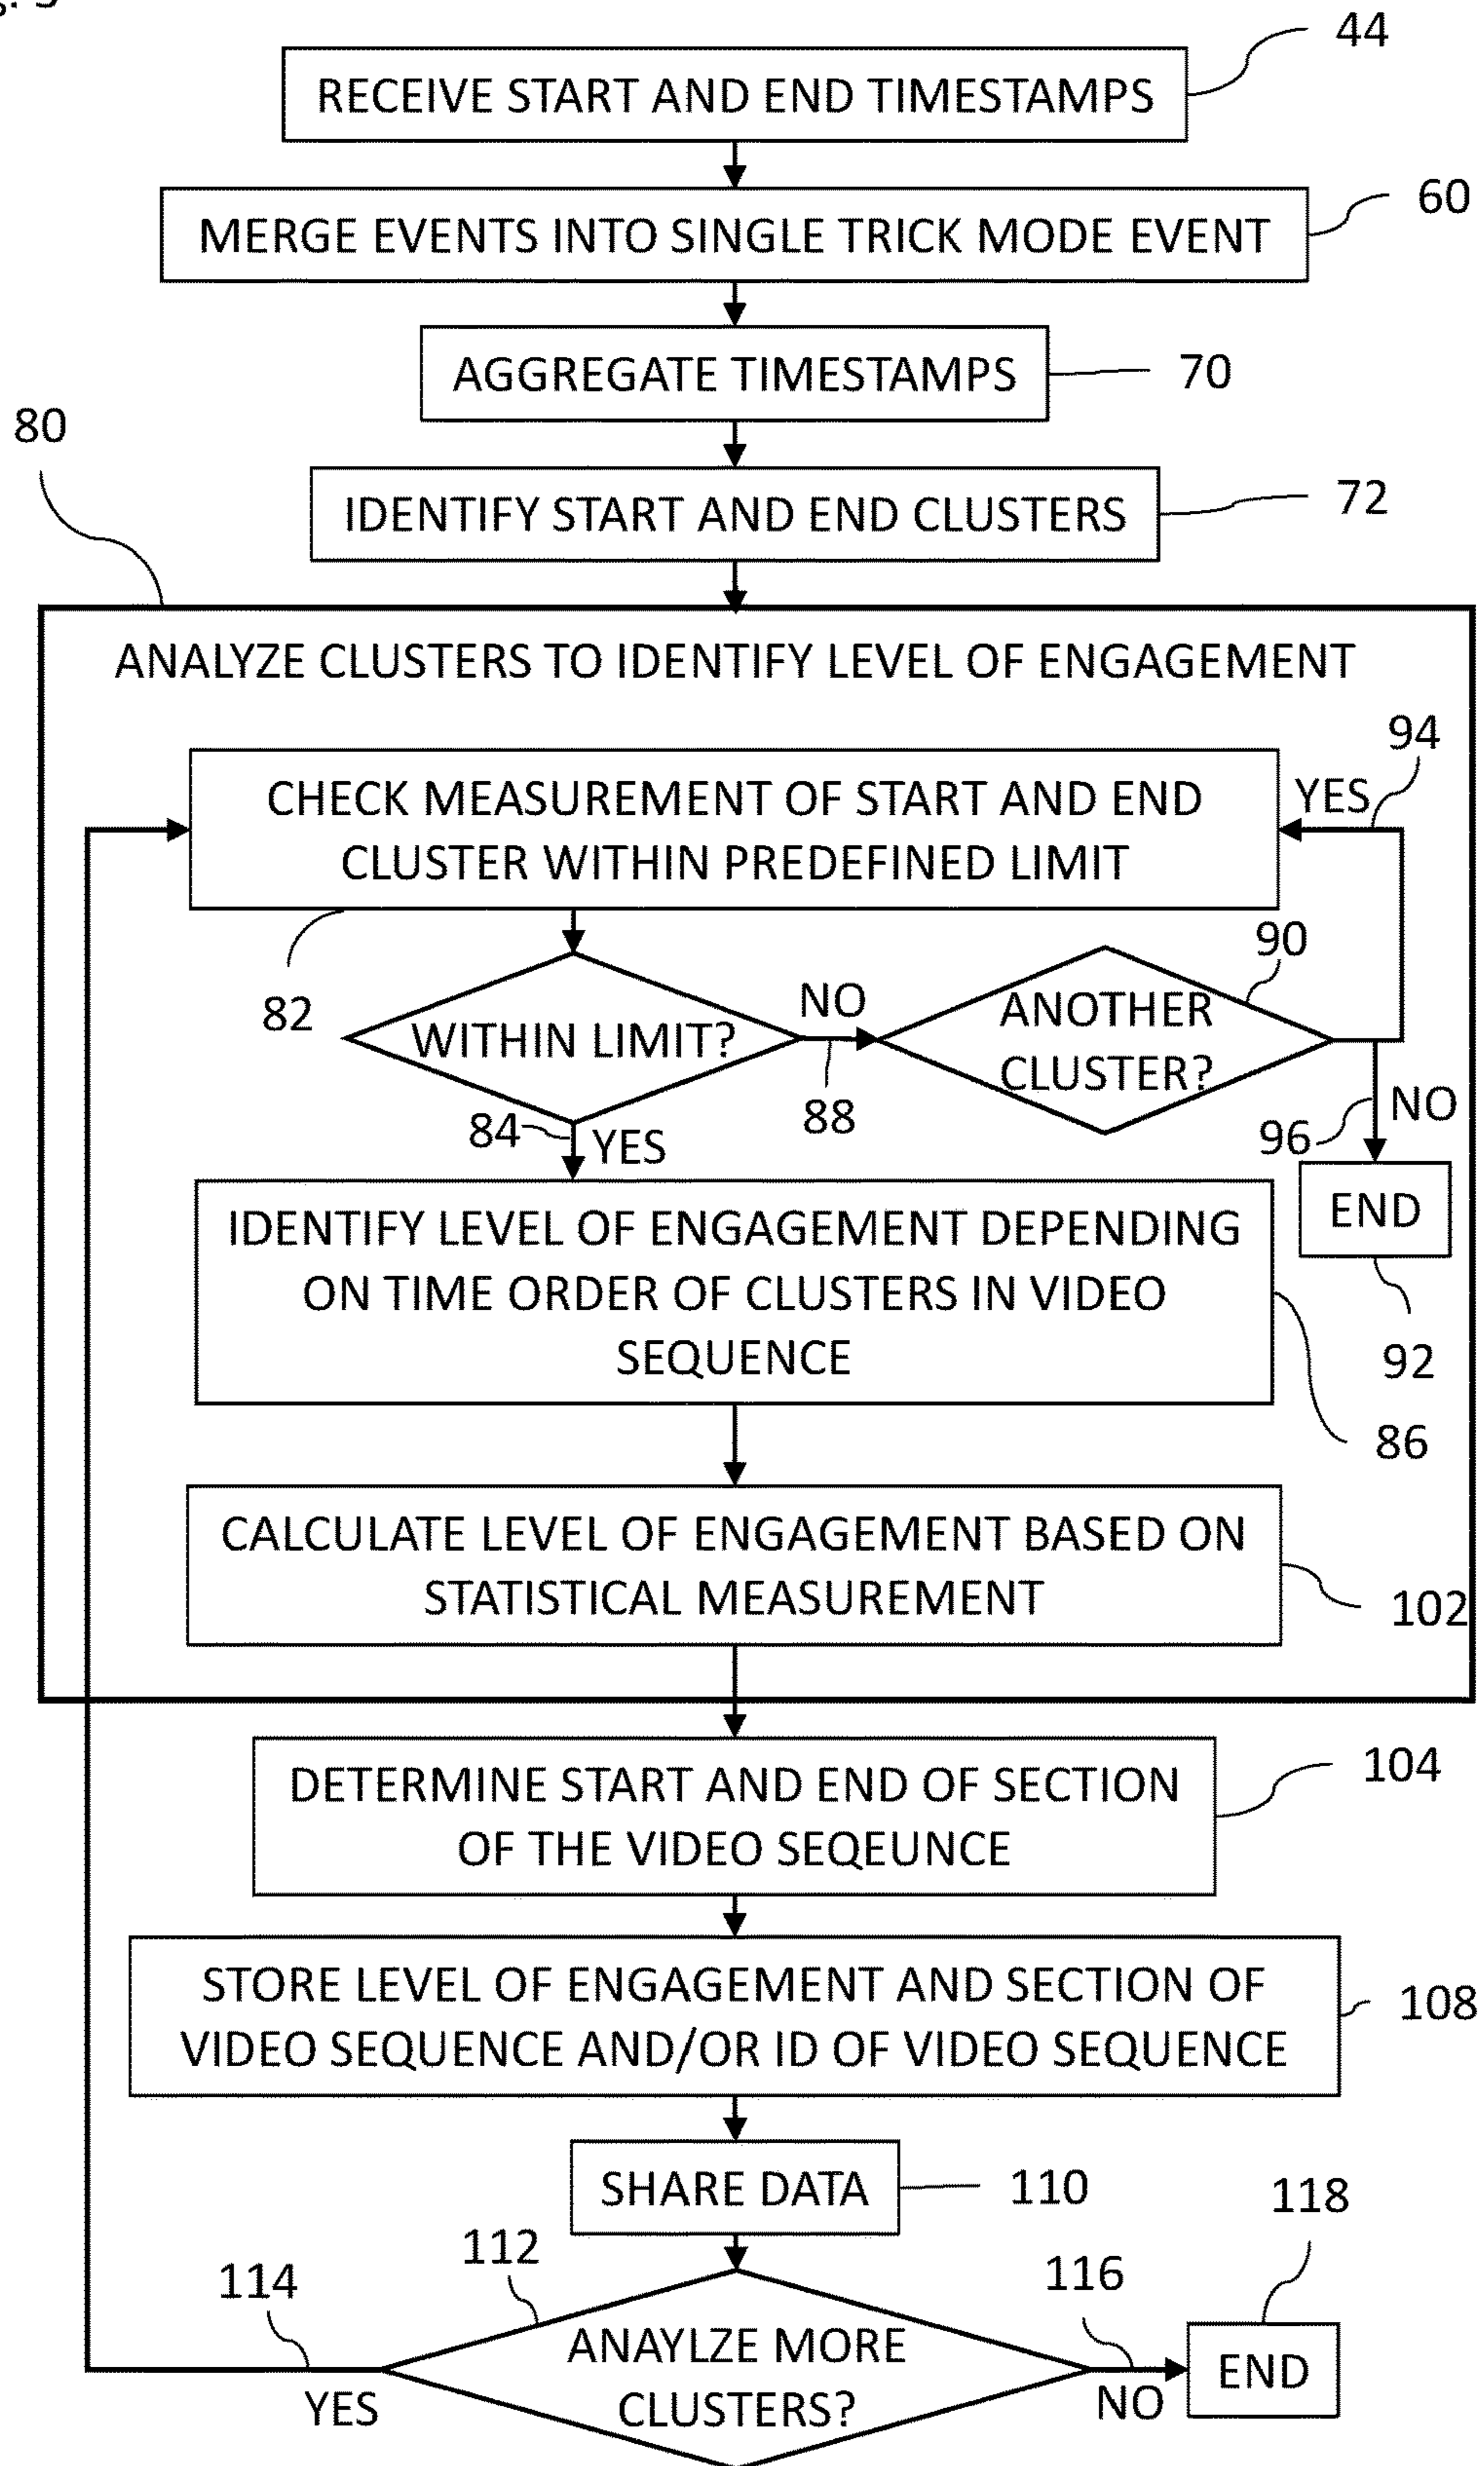 44
RECEIVE START AND END TIMESTAMPS
60
MERGE EVENTS INTO SINGLE TRICK MODE EVENT
AGGREGATE TIMESTAMPS
70
80
IDENTIFY START AND END CLUSTERS
72
ANALYZE CLUSTERS TO IDENTIFY LEVEL OF ENGAGEMENT
94
YES
CHECK MEASUREMENT OF START AND END
CLUSTER WITHIN PREDEFINED LIMIT
82
90
WITHIN LIMIT?
NO
88
ANOTHER
CLUSTER?
84
YES
96
NO
END
92
IDENTIFY LEVEL OF ENGAGEMENT DEPENDING
ON TIME ORDER OF CLUSTERS IN VIDEO
SEQUENCE
86
CALCULATE LEVEL OF ENGAGEMENT BASED ON
STATISTICAL MEASUREMENT
102
DETERMINE START AND END OF SECTION
OF THE VIDEO SEQEUNCE
104
STORE LEVEL OF ENGAGEMENT AND SECTION OF
VIDEO SEQUENCE AND/OR ID OF VIDEO SEQUENCE
108
SHARE DATA
110
112
114
116
118
ANAYLZE MORE
CLUSTERS?
YES
NO
END